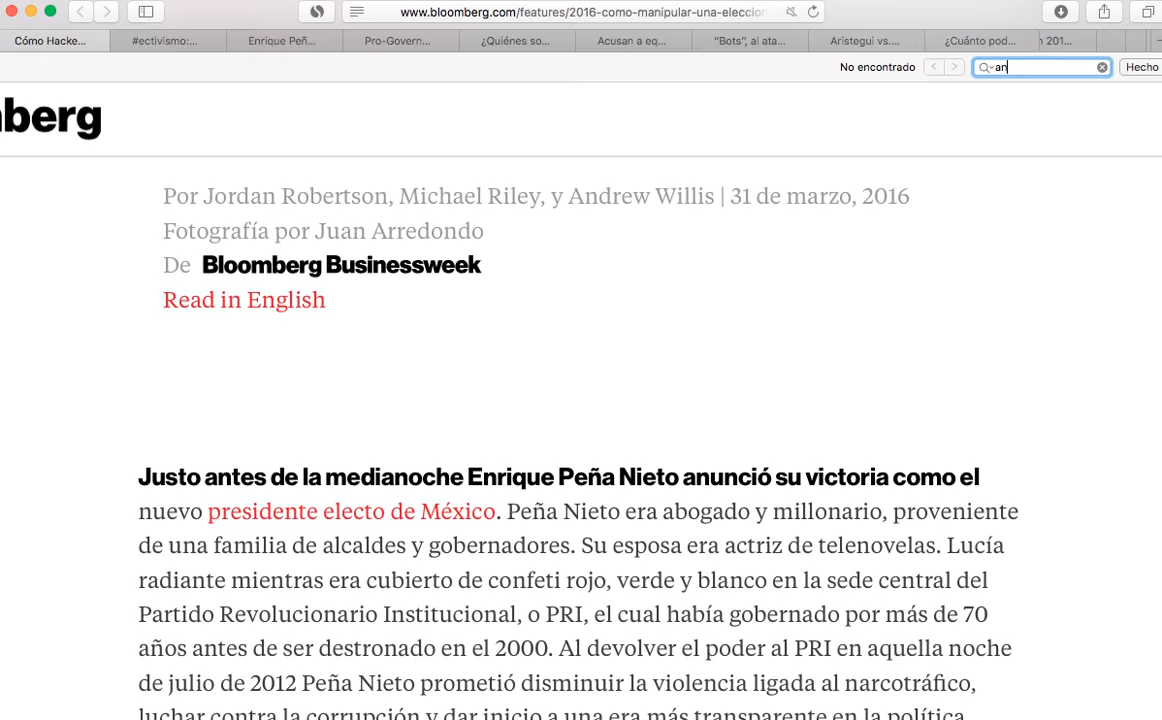 www.bloomberg.com/features/2016-como-manipular-una-eleccion
Cómo Hacke... #ectivismo:... Enrique Peñ... Pro-Govern... ¿Quiénes so... Acusan a eq... “Bots”, al ata... Aristegui vs.... ¿Cuánto pod... 201...
No encontrado an Hecho
berg
Por Jordan Robertson, Michael Riley, y Andrew Willis | 31 de marzo, 2016
Fotografía por Juan Arredondo
De Bloomberg Businessweek
Read in English
Justo antes de la medianoche Enrique Peña Nieto anunció su victoria como el
nuevo presidente electo de México. Peña Nieto era abogado y millonario, proveniente
de una familia de alcaldes y gobernadores. Su esposa era actriz de telenovelas. Lucía
radiante mientras era cubierto de confeti rojo, verde y blanco en la sede central del
Partido Revolucionario Institucional, o PRI, el cual había gobernado por más de 70
años antes de ser destronado en el 2000. Al devolver el poder al PRI en aquella noche
de julio de 2012 Peña Nieto prometió disminuir la violencia ligada al narcotráfico,
luchar contra la corrupción y dar inicio a una era más transparente en la política